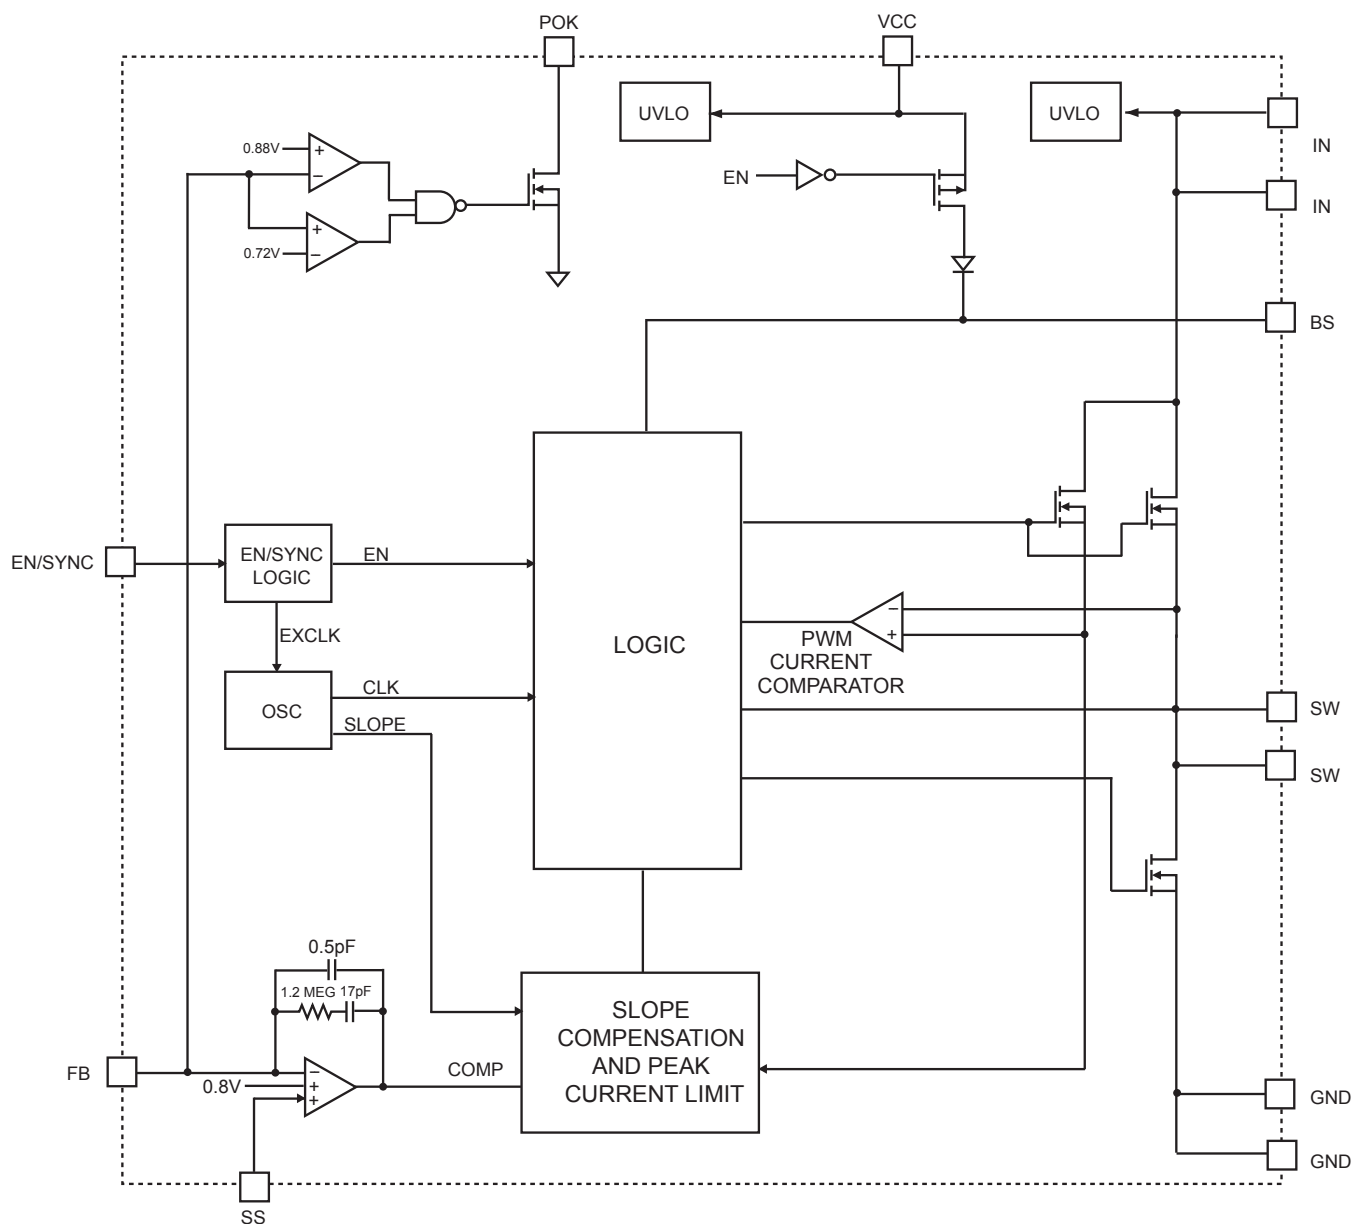 POK
VCC
UVLO
UVLO
IN
0.88V
+
−
EN
IN
+
0.72V
−
BS
EN/SYNC
EN/SYNC
LOGIC
EN
EXCLK
LOGIC
−
+
PWM
CURRENT
COMPARATOR
OSC
CLK
SLOPE
SW
SW
0.5pF
1.2 MEG
17pF
SLOPE
COMPENSATION
AND PEAK
CURRENT LIMIT
FB
−
0.8V
+
+
COMP
GND
GND
SS